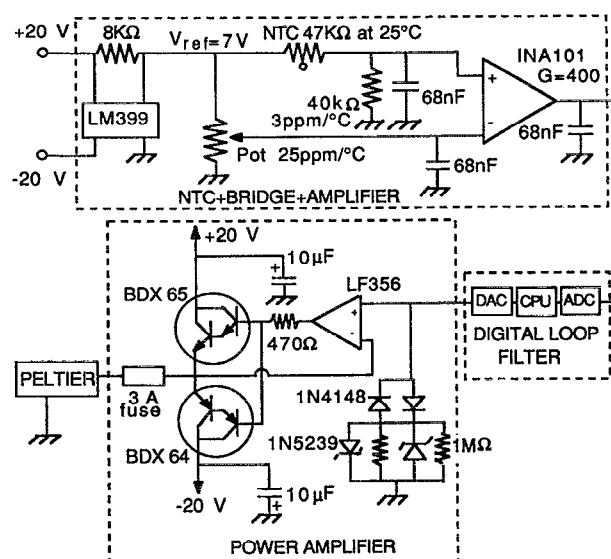 +20 V
8KΩ
Vref=7V
NTC 47KΩ at 25°C
INA101
G=400
LM399
40kΩ
3ppm/°C
68nF
68nF
Pot 25ppm/°C
68nF
-20 V
NTC+BRIDGE+AMPLIFIER
+20 V
10µF
BDX 65
LF356
+
-
470Ω
DAC
CPU
ADC
DIGITAL LOOP
FILTER
PELTIER
3 A
fuse
1N4148
1N5239
1MΩ
BDX 64
-20 V
10µF
POWER AMPLIFIER